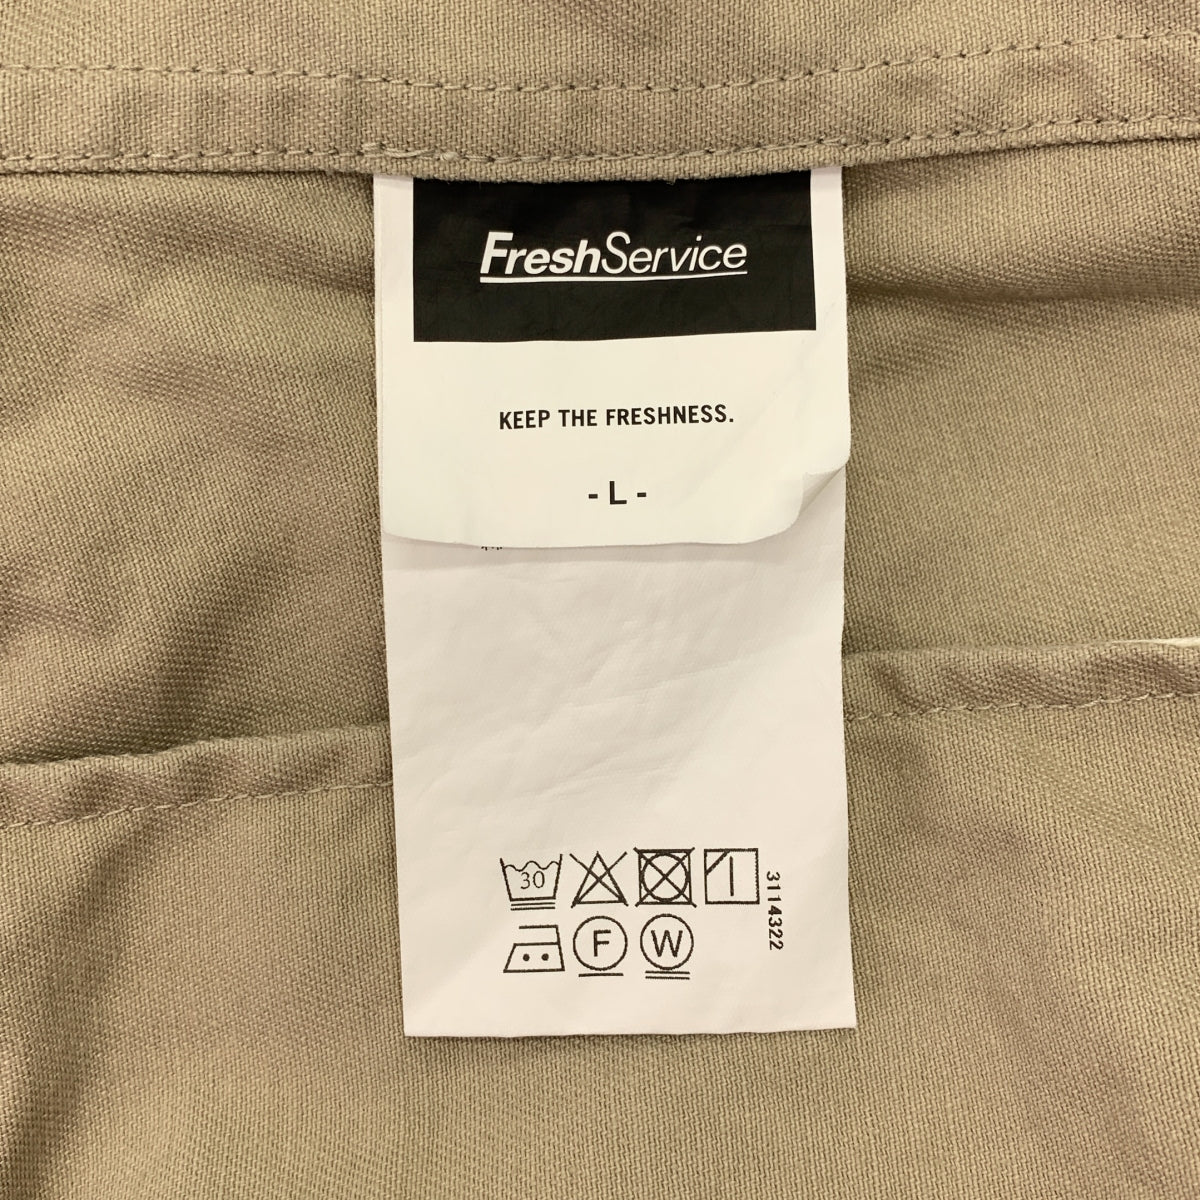 FreshService
KEEP THE FRESHNESS.
- L -
30
3114322
F
W